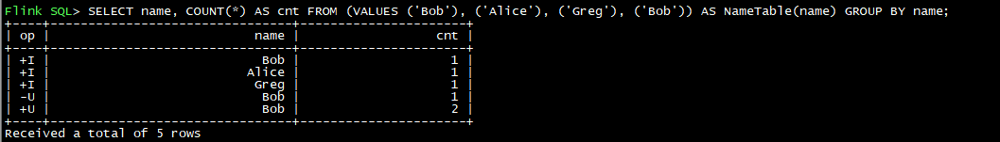 Flink SQL> SELECT name, COUNT(*) AS cnt FROM (VALUES ('Bob'), ('Alice'), ('Greg'), ('Bob')) AS NameTable(name) GROUP BY name;
+----+--------------------------------+----------------------+
| op |                           name |                  cnt |
+----+--------------------------------+----------------------+
| +I |                            Bob |                    1 |
| +I |                          Alice |                    1 |
| +I |                           Greg |                    1 |
| -U |                            Bob |                    1 |
| +U |                            Bob |                    2 |
+----+--------------------------------+----------------------+
Received a total of 5 rows